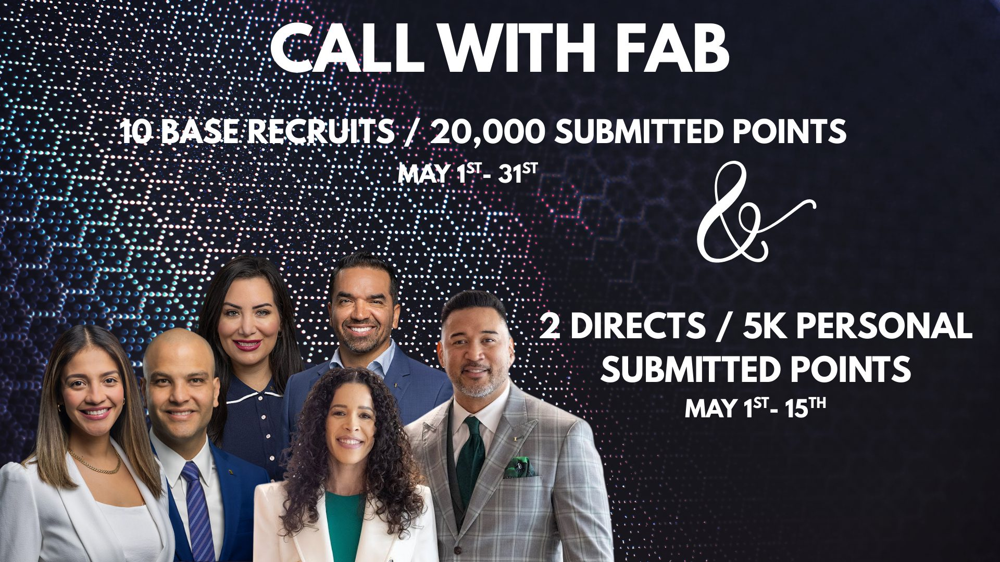 CALL WITH FAB
10 BASE RECRUITS / 20,000 SUBMITTED POINTS
MAY 1ST- 31ST
&
2 DIRECTS / 5K PERSONAL
SUBMITTED POINTS
MAY 1ST- 15TH